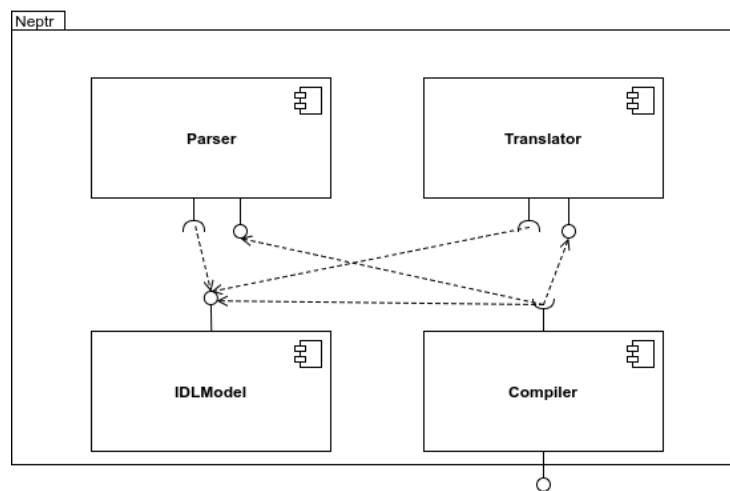 Neptr
Parser
Translator
IDLModel
Compiler